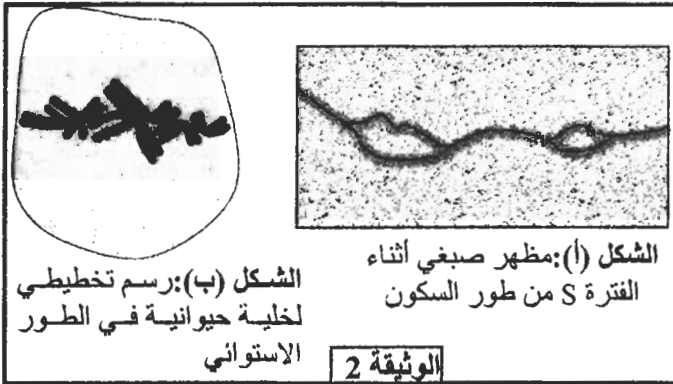 الشكل (أ):مظهر صبغي أثناء
الفترة S من طور السكون
الشكل (ب):رسم تخطيطي
لخلية حيوانية في الطور
الاستوائي
الوثيقة 2